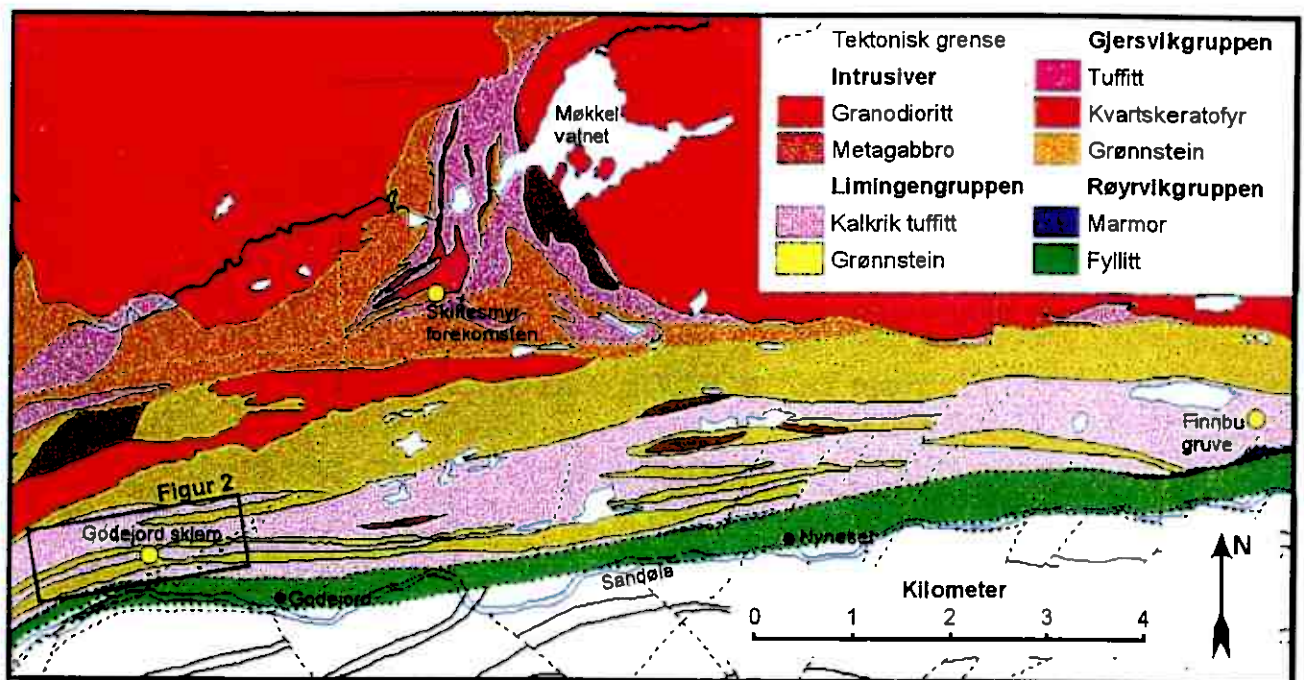 Tektonisk grense
Intrusiver
Granodioritt
Metagabbro
Limingengruppen
Kalkrik tuffitt
Grønnstein
Gjersvikgruppen
Tuffitt
Kvartskeratofyr
Grønnstein
Røyrvikgruppen
Marmor
Fyllitt
Møkkel-
vatnet
Skiftesmyr-
forekomsten
Finnbu
gruve
Figur 2
Godejord skjerp
Godejord
Nyneset
Sandøla
Kilometer
0 1 2 3 4
N